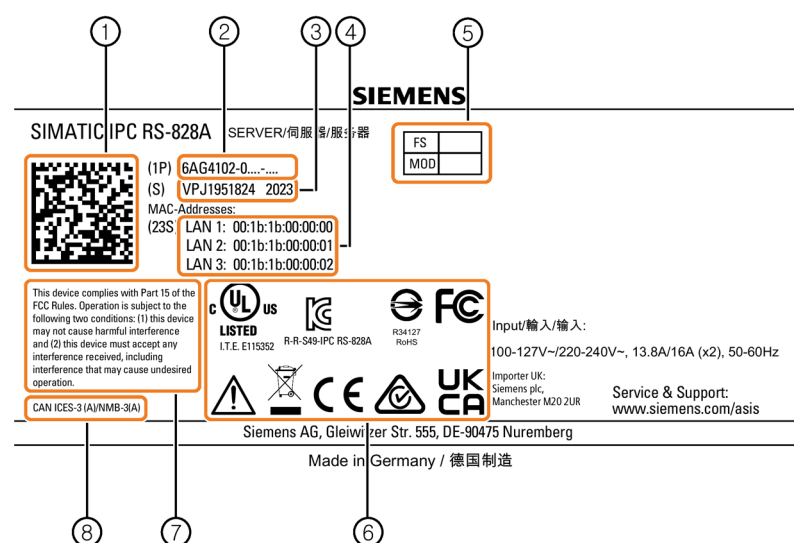 ① ② ③ ④ ⑤
SIEMENS
SIMATIC IPC RS-828A SERVER/伺服器/服务器
FS
MOD
(1P) 6AG4102-0....-....
(S) VPJ1951824 2023
MAC-Addresses:
(23S) LAN 1: 00:1b:1b:00:00:00
LAN 2: 00:1b:1b:00:00:01
LAN 3: 00:1b:1b:00:00:02
This device complies with Part 15 of the
FCC Rules. Operation is subject to the
following two conditions: (1) this device
may not cause harmful interference
and (2) this device must accept any
interference received, including
interference that may cause undesired
operation.
CAN ICES-3 (A)/NMB-3(A)
C UL US
LISTED
I.T.E. E115352
R-R-S49-IPC RS-828A
R34127
RoHS
FC
CE
UK
CA
Input/輸入/输入:
100-127V~/220-240V~, 13.8A/16A (x2), 50-60Hz
Importer UK:
Siemens plc,
Manchester M20 2UR
Service & Support:
www.siemens.com/asis
Siemens AG, Gleiwitzer Str. 555, DE-90475 Nuremberg
Made in Germany / 德国制造
⑧ ⑦ ⑥